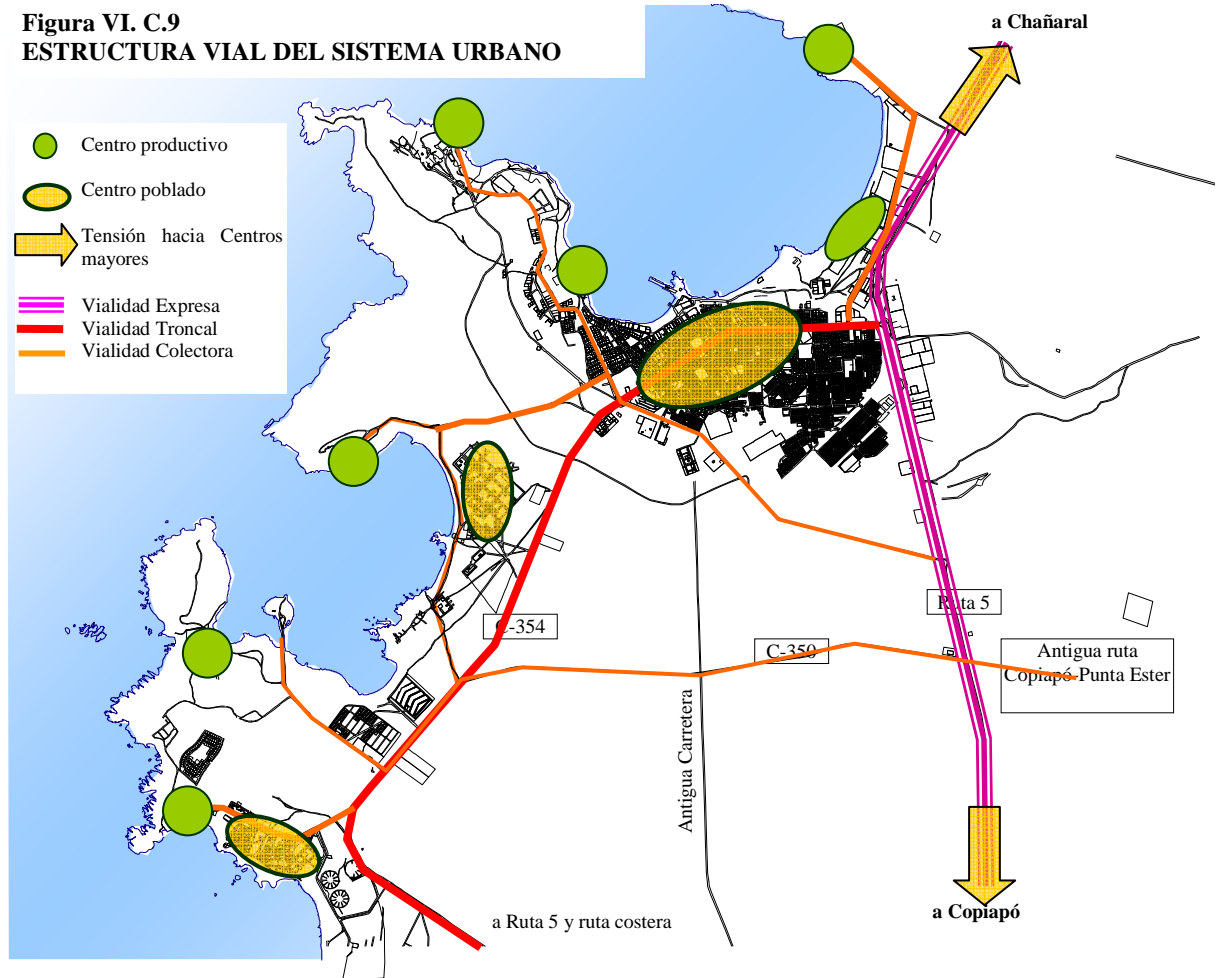 Figura VI. C.9
ESTRUCTURA VIAL DEL SISTEMA URBANO
a Chañaral
Centro productivo
Centro poblado
Tensión hacia Centros
mayores
Vialidad Expresa
Vialidad Troncal
Vialidad Colectora
Ruta 5
C-354
C-350
Antigua ruta
Copiapó-Punta Ester
Antigua Carretera
a Copiapó
a Ruta 5 y ruta costera